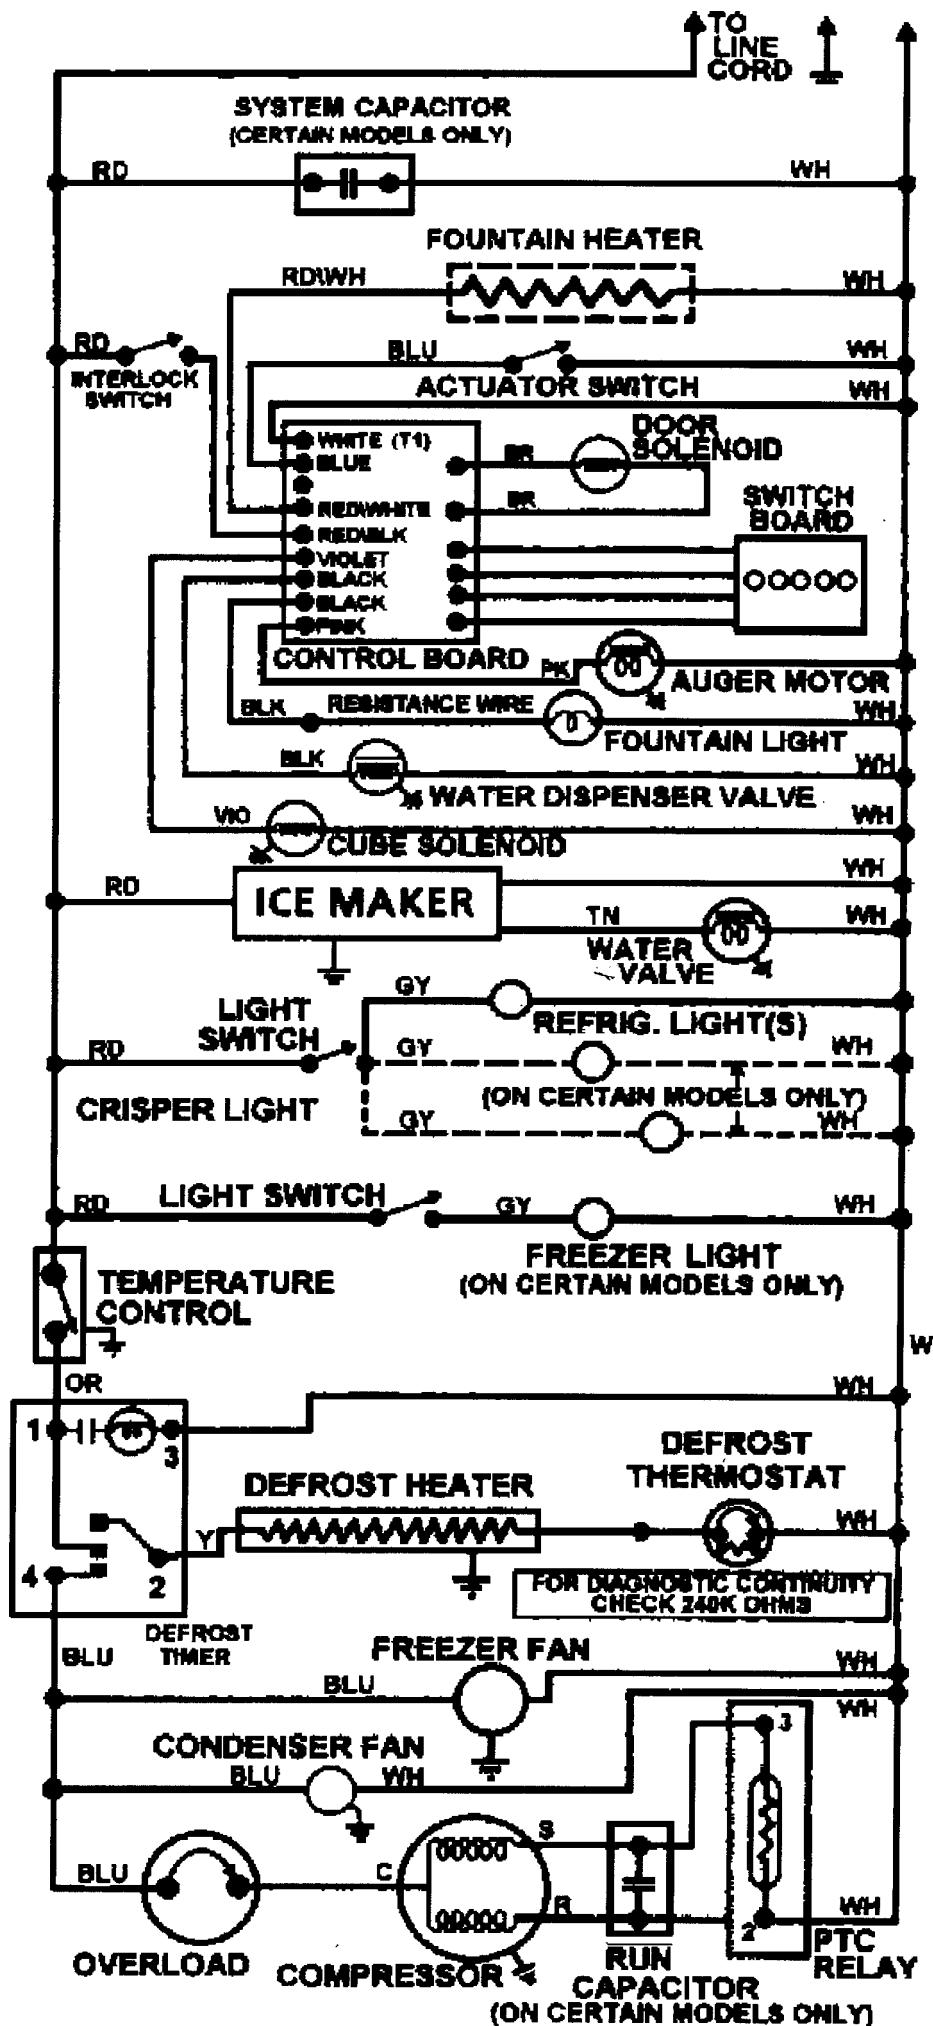 TO
LINE
CORD
SYSTEM CAPACITOR
(CERTAIN MODELS ONLY)
RD
WH
FOUNTAIN HEATER
RD\WH
WH
RD
INTERLOCK
SWITCH
BLU
WH
ACTUATOR SWITCH
WH
DOOR
SOLENOID
WHITE (T1)
BLUE
BR
BR
RED\WHITE
RED\BLK
VIOLET
BLACK
BLACK
PINK
SWITCH
BOARD
CONTROL BOARD
PK
AUGER MOTOR
BLK
RESISTANCE WIRE
WH
FOUNTAIN LIGHT
BLK
WH
WATER DISPENSER VALVE
VIO
WH
CUBE SOLENOID
RD
ICE MAKER
WH
TN
WH
WATER
VALVE
GY
REFRIG. LIGHT(S)
LIGHT
SWITCH
RD
GY
WH
(ON CERTAIN MODELS ONLY)
CRISPER LIGHT
GY
WH
RD
LIGHT SWITCH
GY
WH
FREEZER LIGHT
(ON CERTAIN MODELS ONLY)
TEMPERATURE
CONTROL
W
OR
WH
1
3
DEFROST
THERMOSTAT
DEFROST HEATER
Y
WH
4
2
FOR DIAGNOSTIC CONTINUITY
CHECK 240K OHMS
DEFROST
TIMER
BLU
FREEZER FAN
BLU
WH
WH
CONDENSER FAN
BLU
WH
3
S
BLU
C
R
2
WH
OVERLOAD
COMPRESSOR
RUN
CAPACITOR
(ON CERTAIN MODELS ONLY)
PTC
RELAY